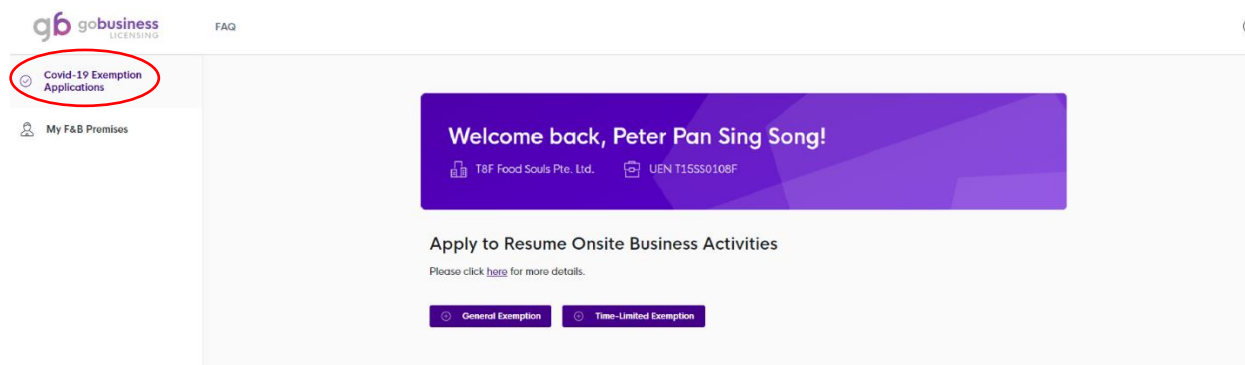 gb gobusiness
LICENSING
FAQ
Covid-19 Exemption
Applications
My F&B Premises
Welcome back, Peter Pan Sing Song!
T8F Food Souls Pte. Ltd. UEN T15SS0108F
Apply to Resume Onsite Business Activities
Please click here for more details.
General Exemption Time-Limited Exemption